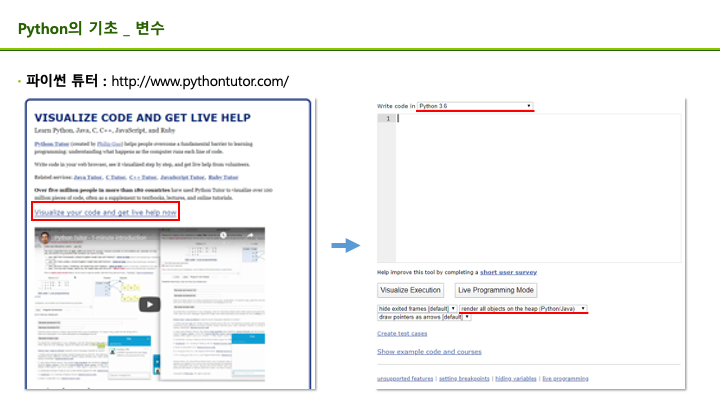 Python의 기초 _ 변수
· 파이썬 튜터 : http://www.pythontutor.com/
VISUALIZE CODE AND GET LIVE HELP
Learn Python, Java, C, C++, JavaScript, and Ruby
Python Tutor (created by Philip Guo) helps people overcome a fundamental barrier to learning
programming: understanding what happens as the computer runs each line of code.
Write code in your web browser, see it visualized step by step, and get live help from volunteers.
Related services: Java Tutor, C Tutor, C++ Tutor, JavaScript Tutor, Ruby Tutor
Over five million people in more than 180 countries have used Python Tutor to visualize over 100
million pieces of code, often as a supplement to textbooks, lectures, and online tutorials.
Visualize your code and get live help now
Python Tutor - 1-minute introduction
Write code in Python 3.6
1
Help improve this tool by completing a short user survey
Visualize Execution Live Programming Mode
hide exited frames [default] render all objects on the heap (Python/Java)
draw pointers as arrows [default]
Create test cases
Show example code and courses
unsupported features | setting breakpoints | hiding variables | live programming